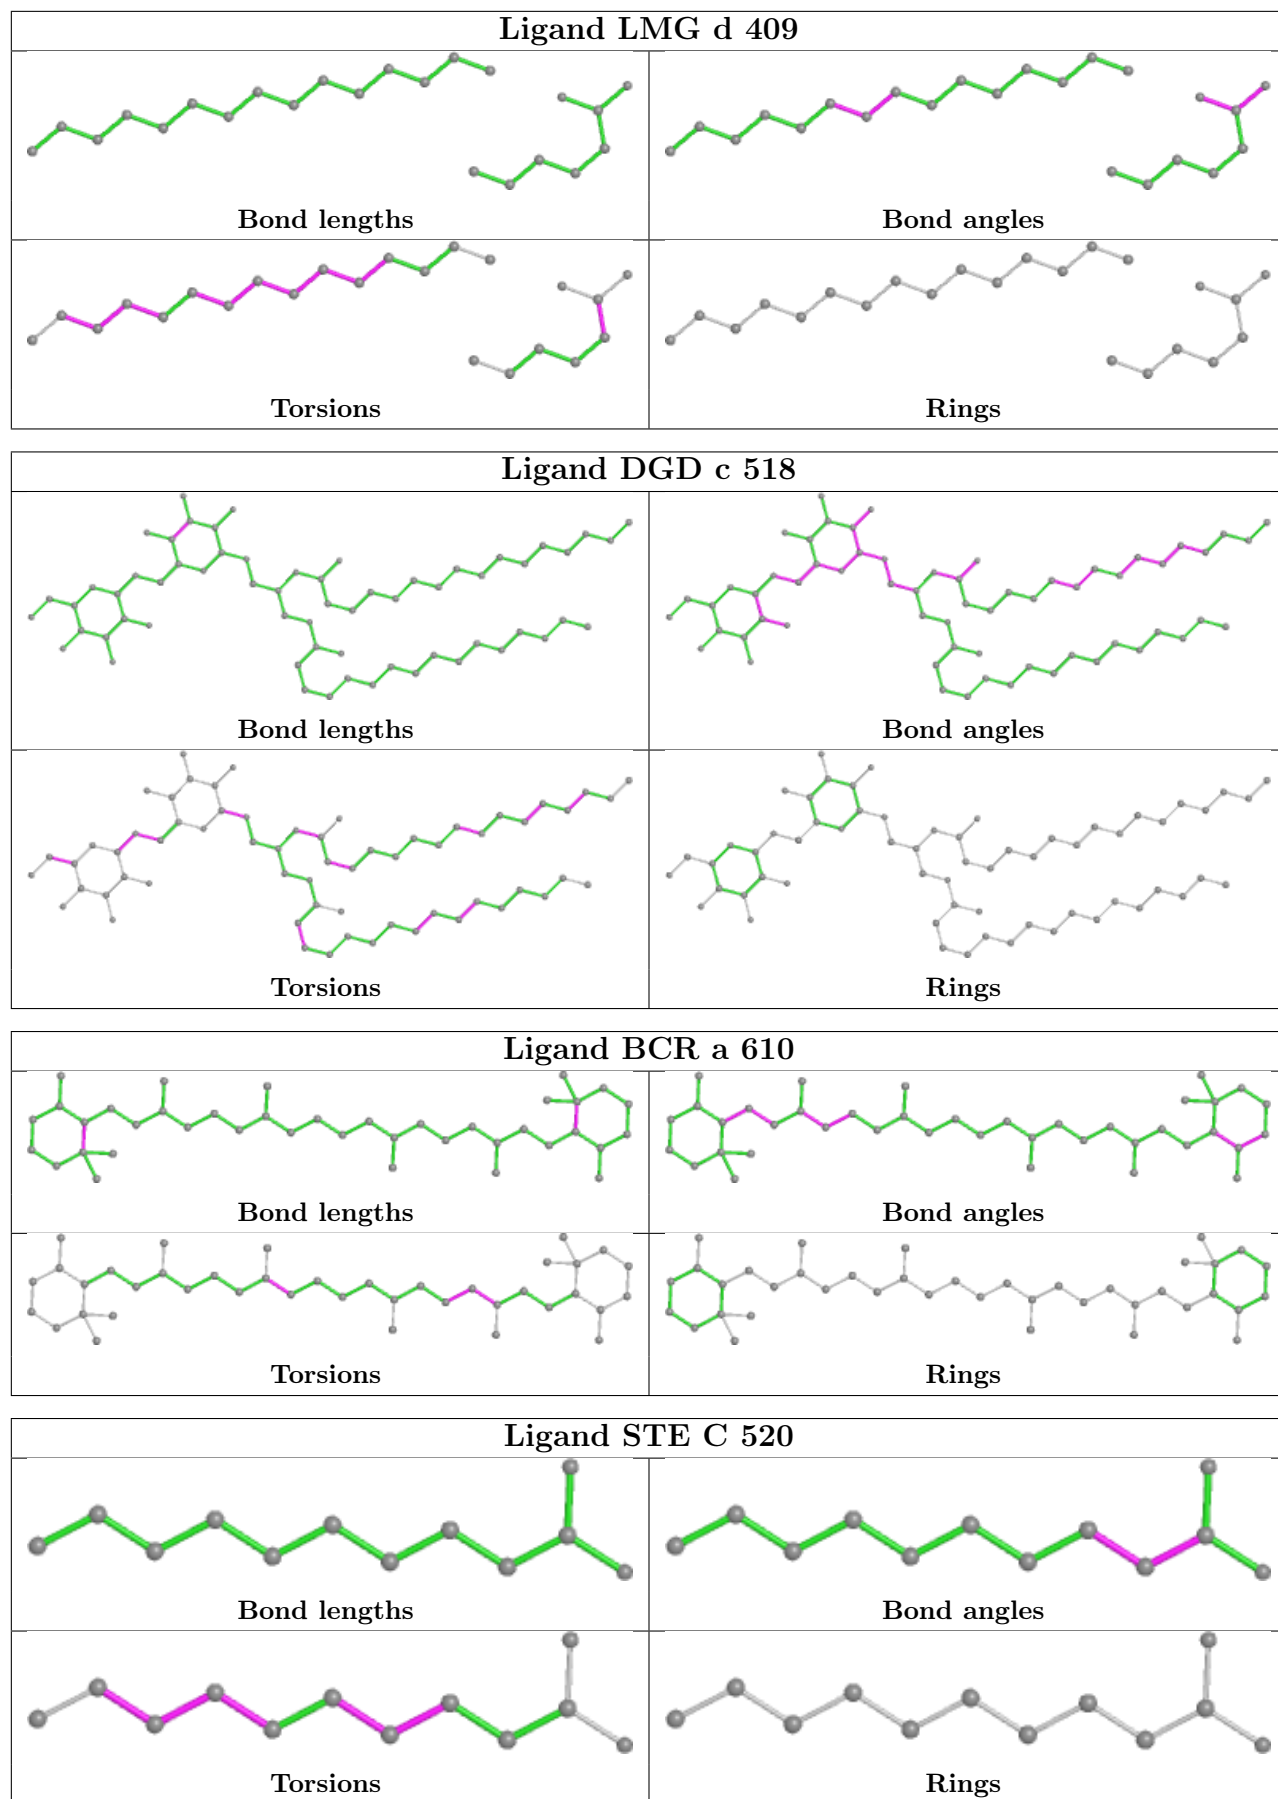 Ligand LMG d 409
Bond lengths
Bond angles
Torsions
Rings
Ligand DGD c 518
Bond lengths
Bond angles
Torsions
Rings
Ligand BCR a 610
Bond lengths
Bond angles
Torsions
Rings
Ligand STE C 520
Bond lengths
Bond angles
Torsions
Rings